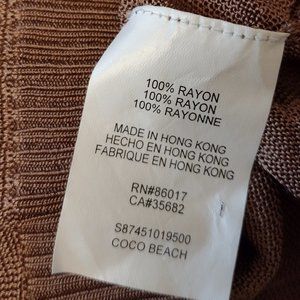 100% RAYON
100% RAYON
100% RAYONNE
MADE IN HONG KONG
HECHO EN HONG KONG
FABRIQUE EN HONG KONG
RN#86017
CA#35682
S87451019500
COCO BEACH